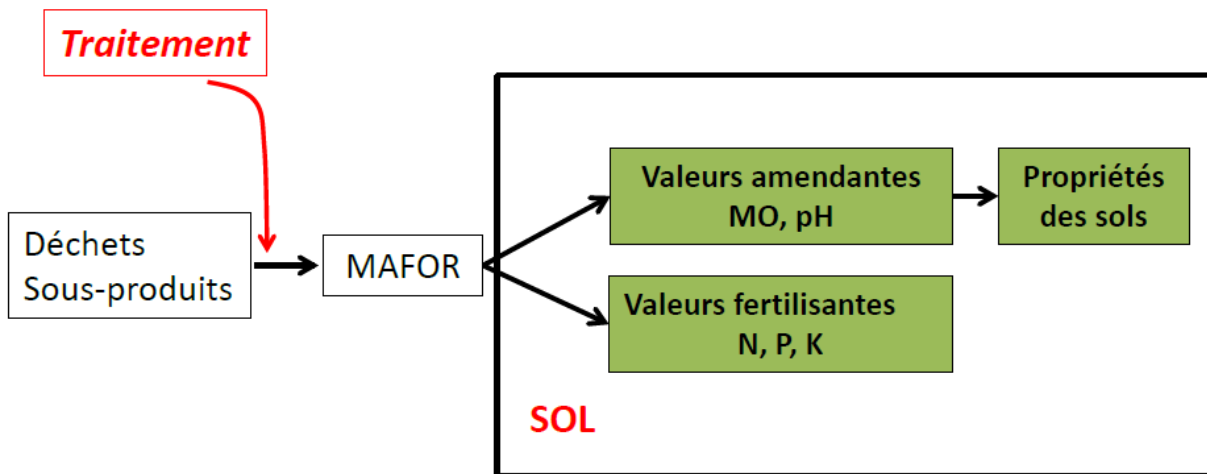 Traitement
Déchets
Sous-produits
MAFOR
Valeurs amendantes
MO, pH
Propriétés
des sols
Valeurs fertilisantes
N, P, K
SOL